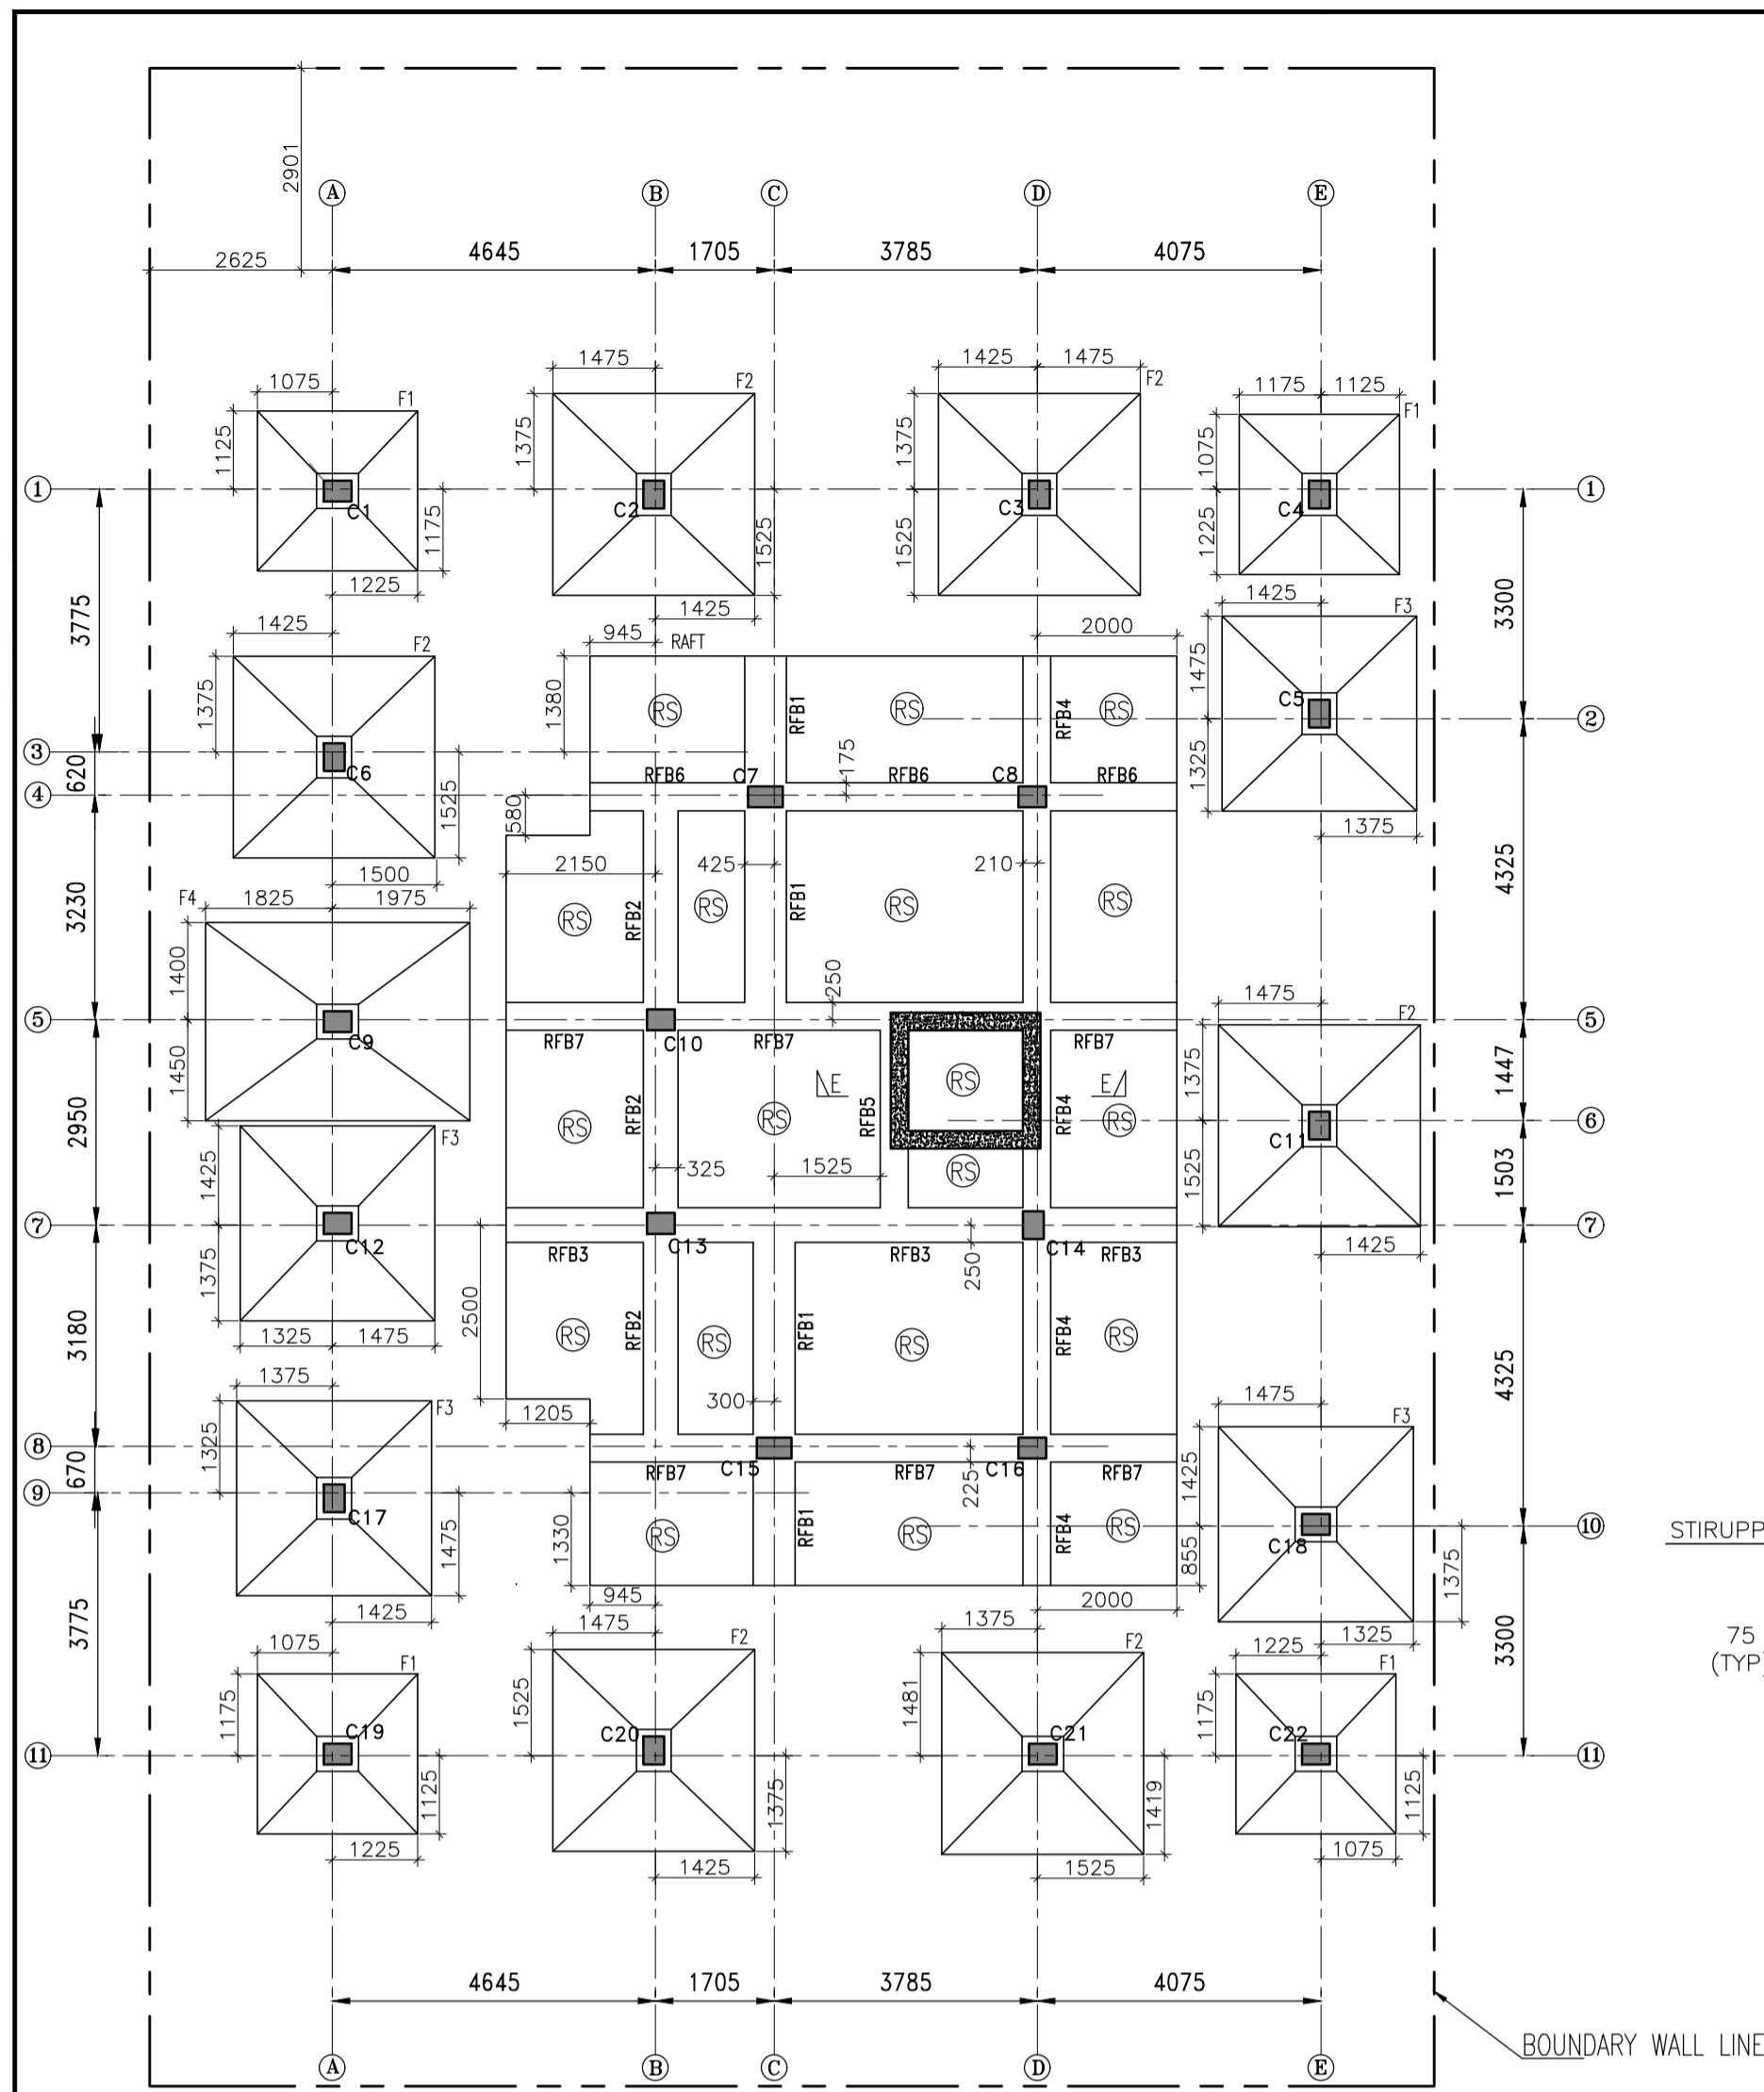 2901
A B C D E
2625 4645 1705 3785 4075
1475 1425 1475
1075 F1 F2 F2 1175 1125 F1
1125 1375 1375 1075
1 C1 C2 C3 C4 1
1175 1525 1525 1225
1225 1425 1425 F3
3775 3300
1425 F2 945 RAFT 2000
1375 1380 RS RFB1 RS RFB4 RS 1475 C5 2
3 C6 RFB6 C7 175 RFB6 C8 RFB6 1325
620
4
1525 580 1375
1500 2150 425 210
F4 1825 1975
3230 4325
1400 RS RFB2 RS RFB1 RS RS
250 1475 F2
5 C9 C10 5
RFB7 RFB7 RFB7
1450 RS 1375 1447
E E
2950 F3 RS RFB2 RS RFB5 RFB4 RS C11 6
1425 325 1525 RS 1525 1503
7 C12 C13 C14 7
RFB3 RFB3 RFB3 1425
1375 250
3180 2500 RS RFB2 RS RFB1 RS RFB4 RS 4325
1325 1475
1375 F3 1205 300 1475 F3
1325
8 RFB7 C15 RFB7 C16 RFB7 1425
670 225
9 C17 C18 10
STIRUPP
1475 1330 RS RFB1 RS RFB4 RS 855 1375
1425 945 2000
3775 1475 F2 1375 F2 1225 1325 3300
75
(TYP)
1075 F1 F1
1175 1525 1481 1175
11 C19 C20 C21 C22 11
1125 1375 1419 1125
1225 1425 1525 1075
4645 1705 3785 4075
BOUNDARY WALL LINE
A B C D E